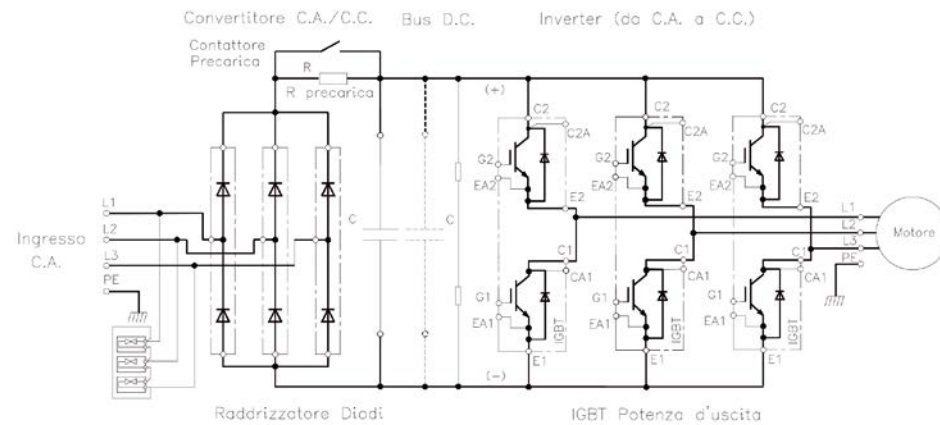 Convertitore C.A./C.C.
Bus D.C.
Inverter (da C.A. a C.C.)
Contattore
Precarica
R
R precarica
(+)
C2
C2
C2
C2A
C2A
C2A
G2
G2
G2
EA2
EA2
EA2
E2
E2
E2
L1
L2
L3
PE
Ingresso
C.A.
C
C
L1
L2
L3
PE
Motore
C1
C1
C1
CA1
CA1
CA1
G1
G1
G1
EA1
EA1
EA1
IGBT
IGBT
IGBT
E1
E1
E1
(-)
Raddrizzatore Diodi
IGBT Potenza d'uscita